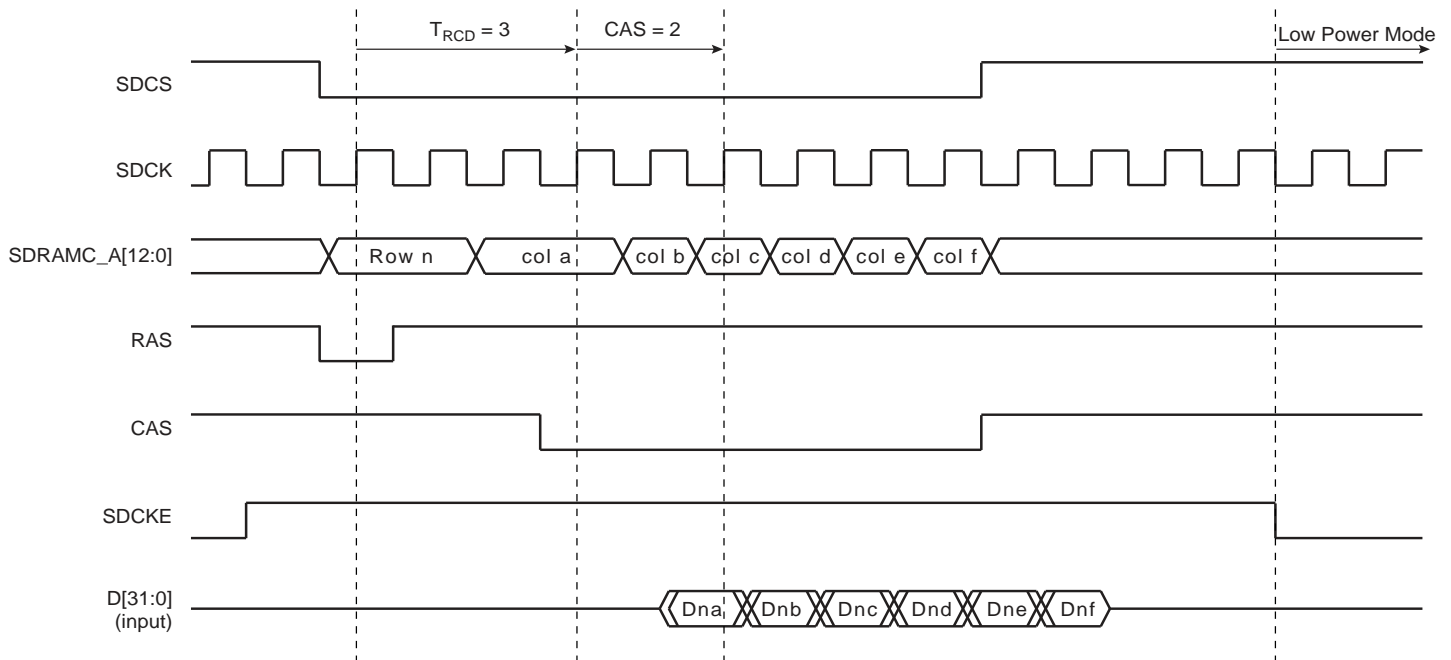 TRCD = 3
CAS = 2
Low Power Mode
SDCS
SDCK
SDRAMC_A[12:0]
Row n
col a
col b
col c
col d
col e
col f
RAS
CAS
SDCKE
D[31:0]
(input)
Dna
Dnb
Dnc
Dnd
Dne
Dnf